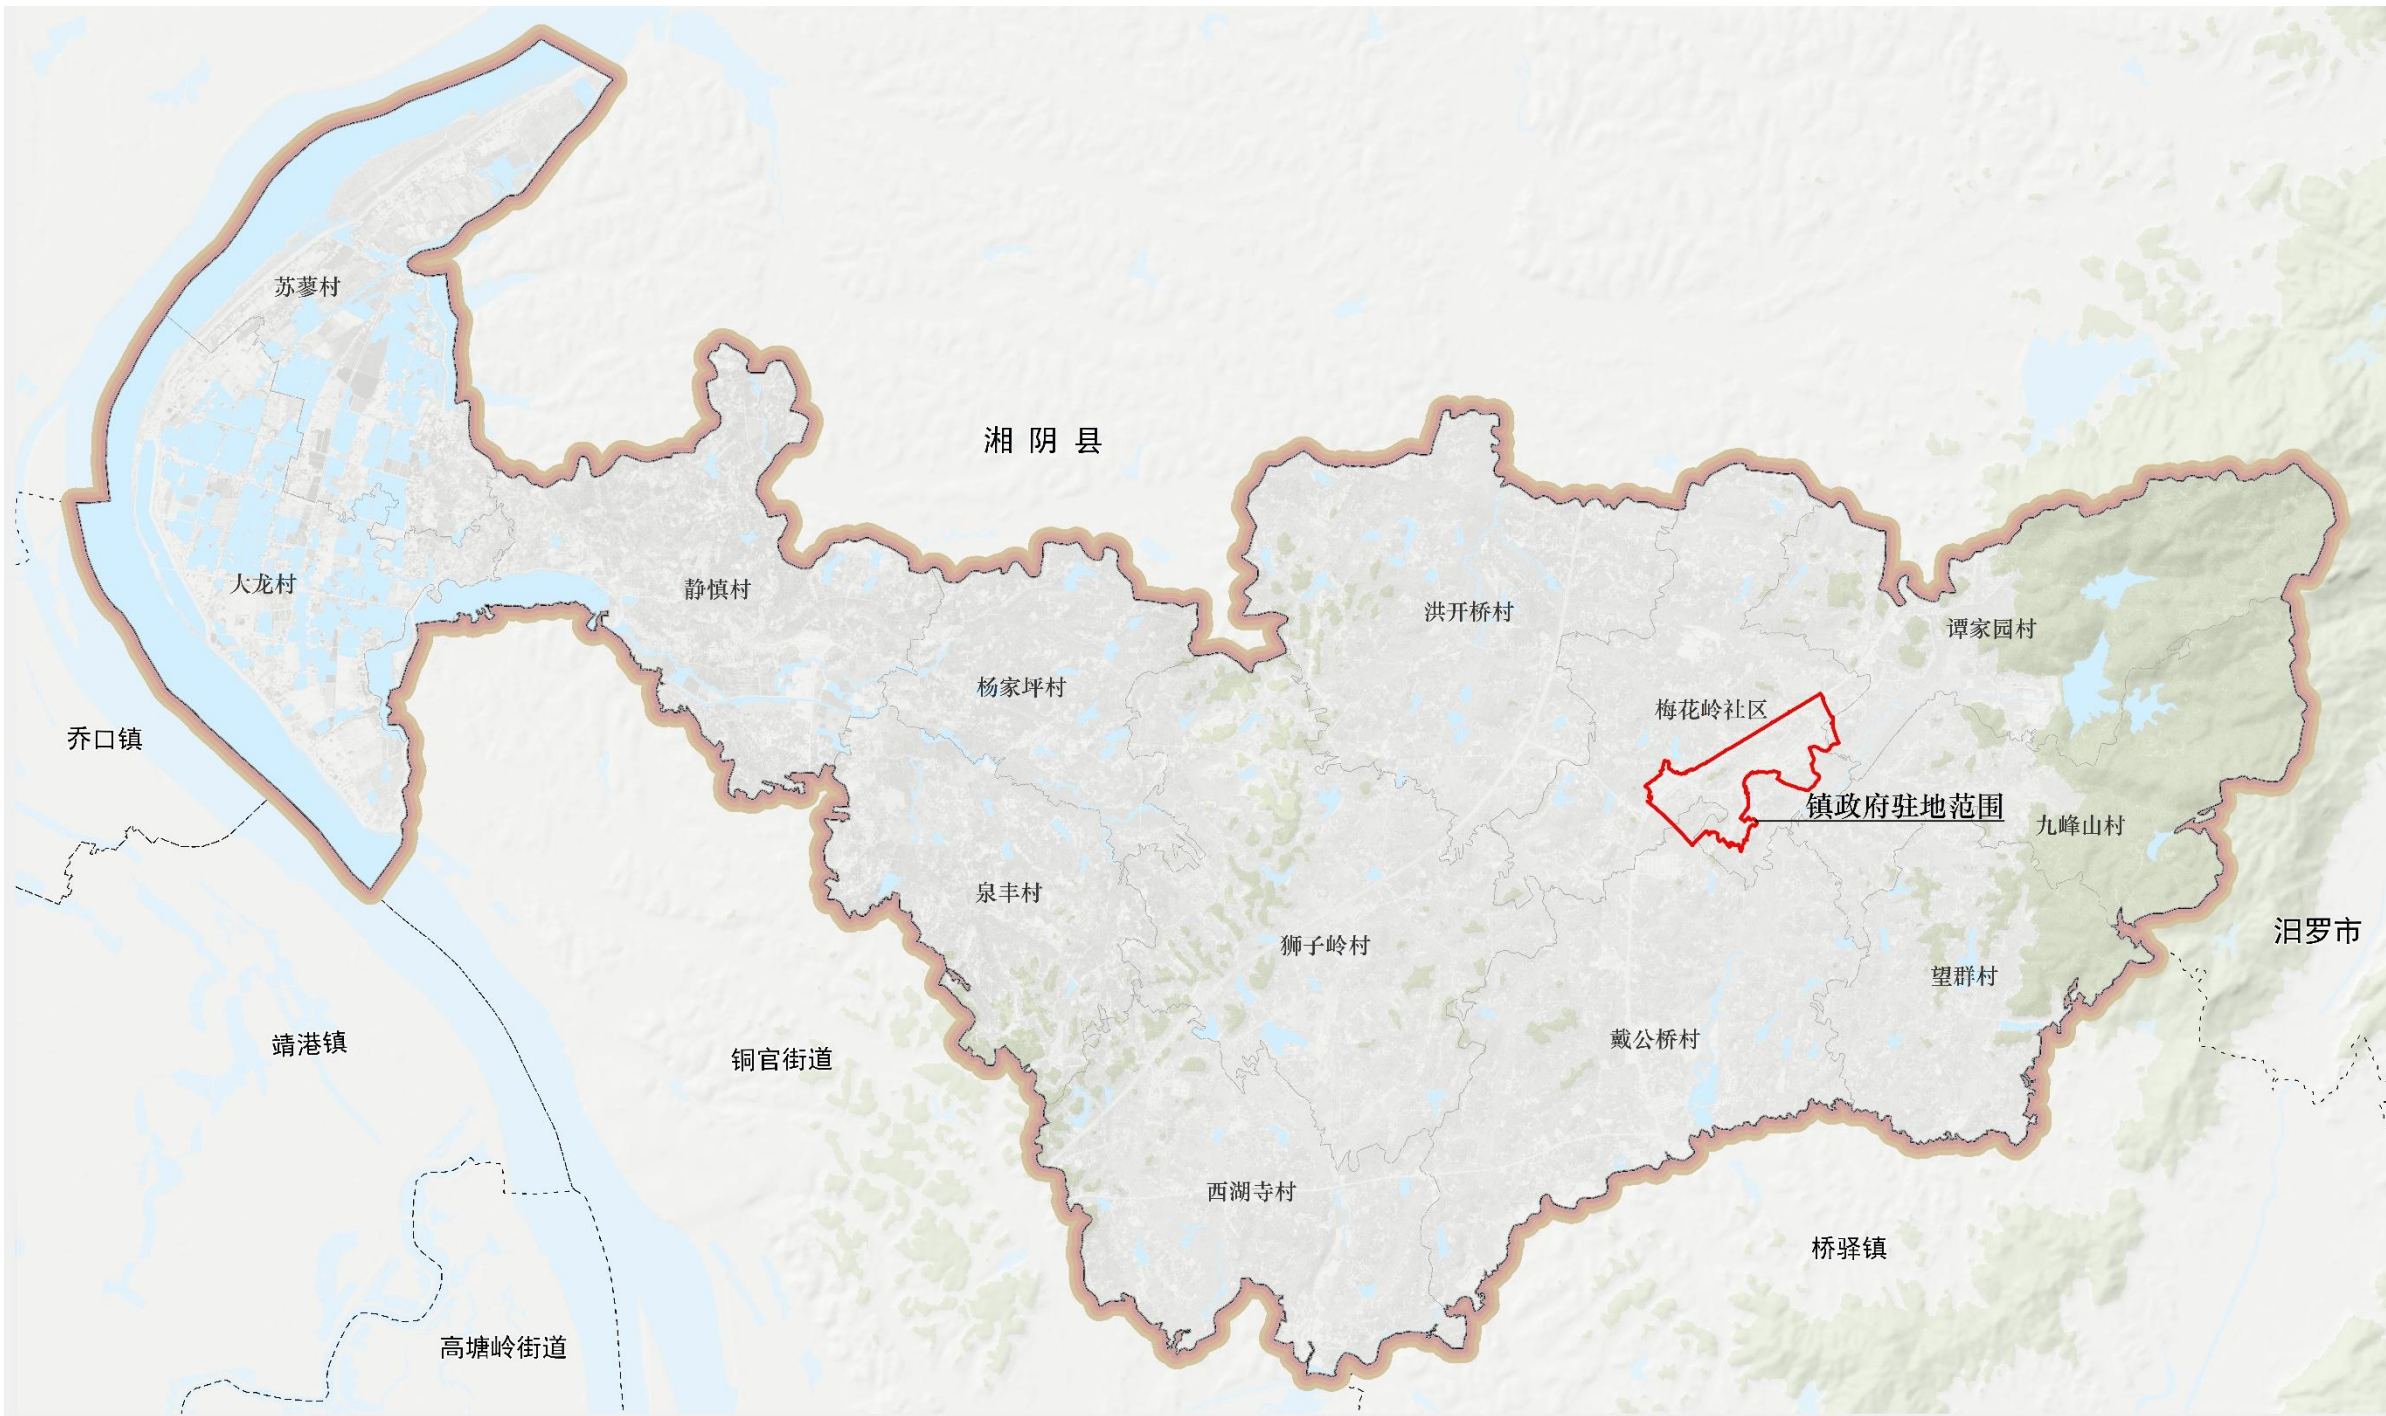 苏蓼村
湘阴县
大龙村
静慎村
洪开桥村
谭家园村
杨家坪村
梅花岭社区
乔口镇
镇政府驻地范围
九峰山村
泉丰村
汨罗市
狮子岭村
望群村
戴公桥村
靖港镇
铜官街道
西湖寺村
桥驿镇
高塘岭街道